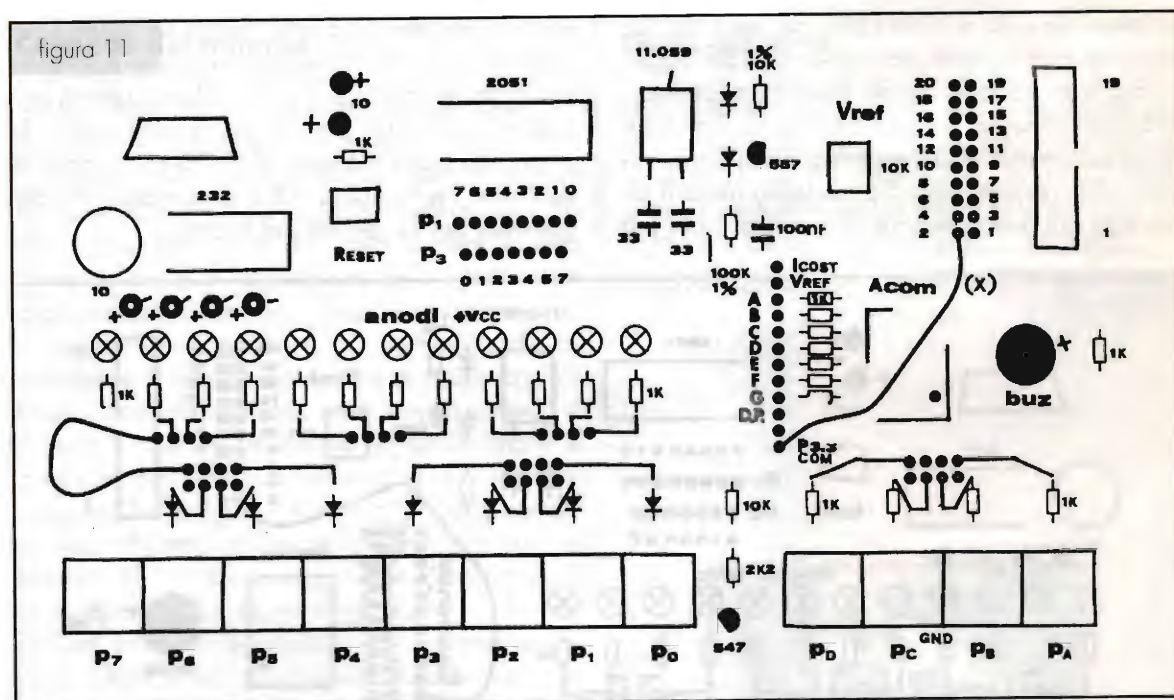 figura 11
11.059
1%
10K
2051
+
10
+
1K
Vref
10K
20 19
18 17
16 15
14 13
12 11
10 9
8 7
6 5
4 3
2 1
19
1
557
232
7 6 5 4 3 2 1 0
P1
P3
0 1 2 3 4 5 7
RESET
33
33
100nF
100K
1%
10
+ - + - + - + -
anodi +Vcc
ICOST
VREF
A
B
C
D
E
F
G
D.P.
1K
Acom
(X)
+
buz
1K
1K
1K
1K
P3.x
COM
10K
1K
1K
2K2
547
P7 P6 P5 P4 P3 P2 P1 P0
PD PC GND PB PA